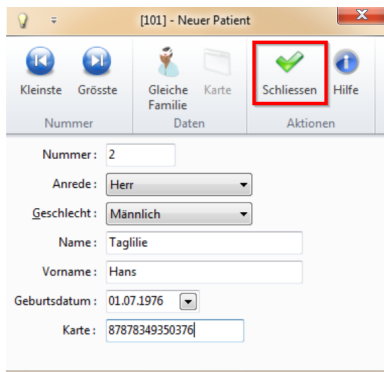 [101] - Neuer Patient
Kleinste Grösste Gleiche Familie Karte Schliessen Hilfe
Nummer Daten Aktionen
Nummer: 2
Anrede: Herr
Geschlecht: Männlich
Name: Taglilie
Vorname: Hans
Geburtsdatum: 01.07.1976
Karte: 87878349350376